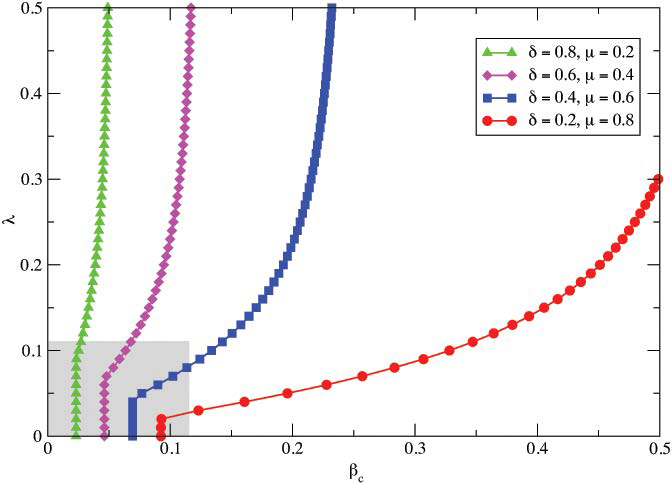 0.5
0.4
0.3
0.2
0.1
0
λ
δ = 0.8, μ = 0.2
δ = 0.6, μ = 0.4
δ = 0.4, μ = 0.6
δ = 0.2, μ = 0.8
0 0.1 0.2 0.3 0.4 0.5
βc